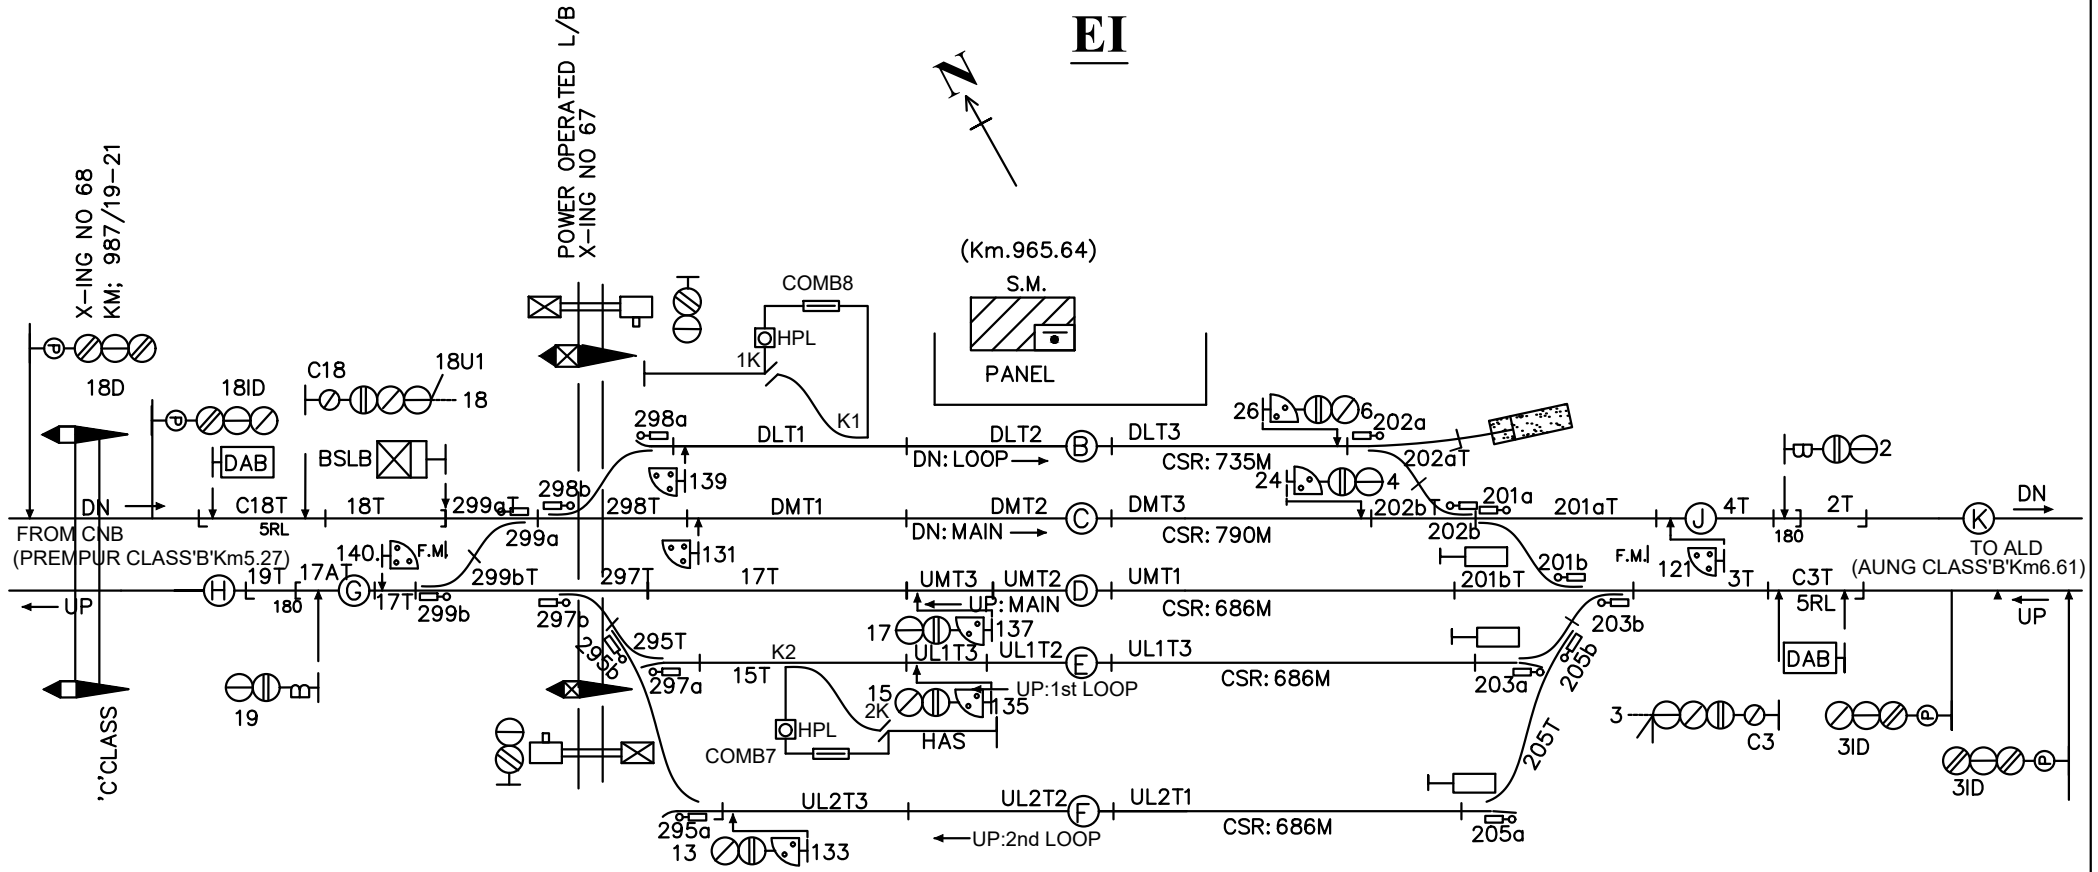 EI
N
POWER OPERATED L/B
X-ING NO 67
X-ING NO 68
KM; 987/19-21
(Km.965.64)
S.M.
PANEL
COMB8
HPL
1K
K1
P
18D
P
18ID
C18
18U1
18
DAB
BSLB
298a
139
DLT1
DLT2
B
DLT3
DN: LOOP
CSR: 735M
26
6
202a
202aT
24
4
B
2
DN
C18T
5RL
18T
299aT
298b
298T
DMT1
DMT2
C
DMT3
202bT
201a
201aT
J
4T
2T
K
DN
FROM CNB
299a
131
DN: MAIN
CSR: 790M
202b
180
TO ALD
(PREMPUR CLASS'B'Km5.27)
140.
F.M.
201b
F.M.
121
(AUNG CLASS'B'Km6.61)
H
19T
17AT
G
17T
299bT
297T
17T
UMT3
UMT2
D
UMT1
201bT
3T
C3T
UP
180
299b
297b
UP: MAIN
CSR: 686M
203b
5RL
UP
17
137
295T
295b
K2
UL1T3
UL1T2
E
UL1T3
205b
DAB
297a
15T
15
UP:1st LOOP
CSR: 686M
203a
135
2K
HPL
HAS
COMB7
B
19
'C'CLASS
3
C3
P
3ID
P
3ID
205T
UL2T3
UL2T2
F
UL2T1
295a
UP:2nd LOOP
CSR: 686M
205a
13
133